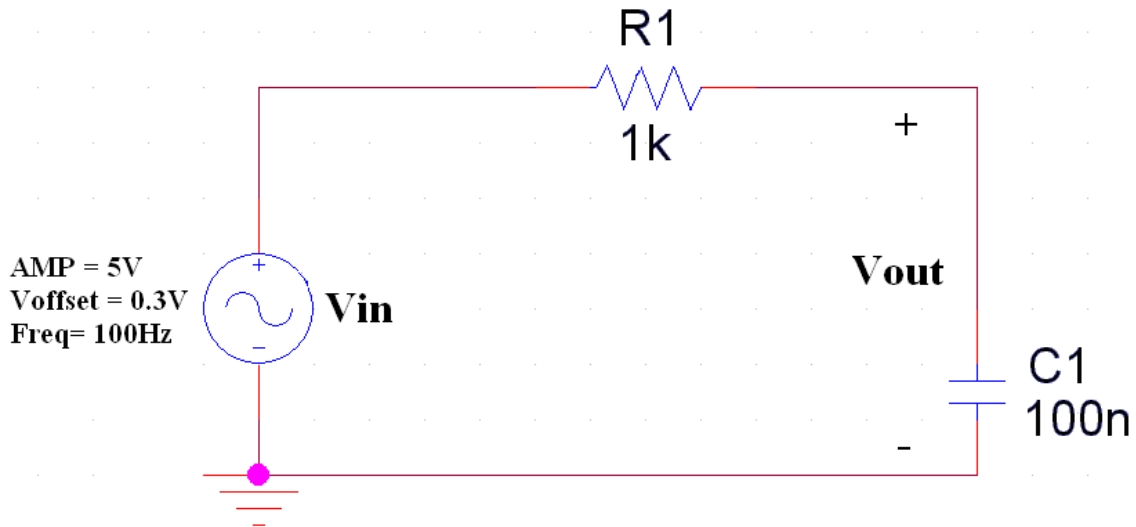 R1
1k
+
AMP = 5V
Voffset = 0.3V
Freq= 100Hz
+
-
Vin
Vout
C1
100n
-